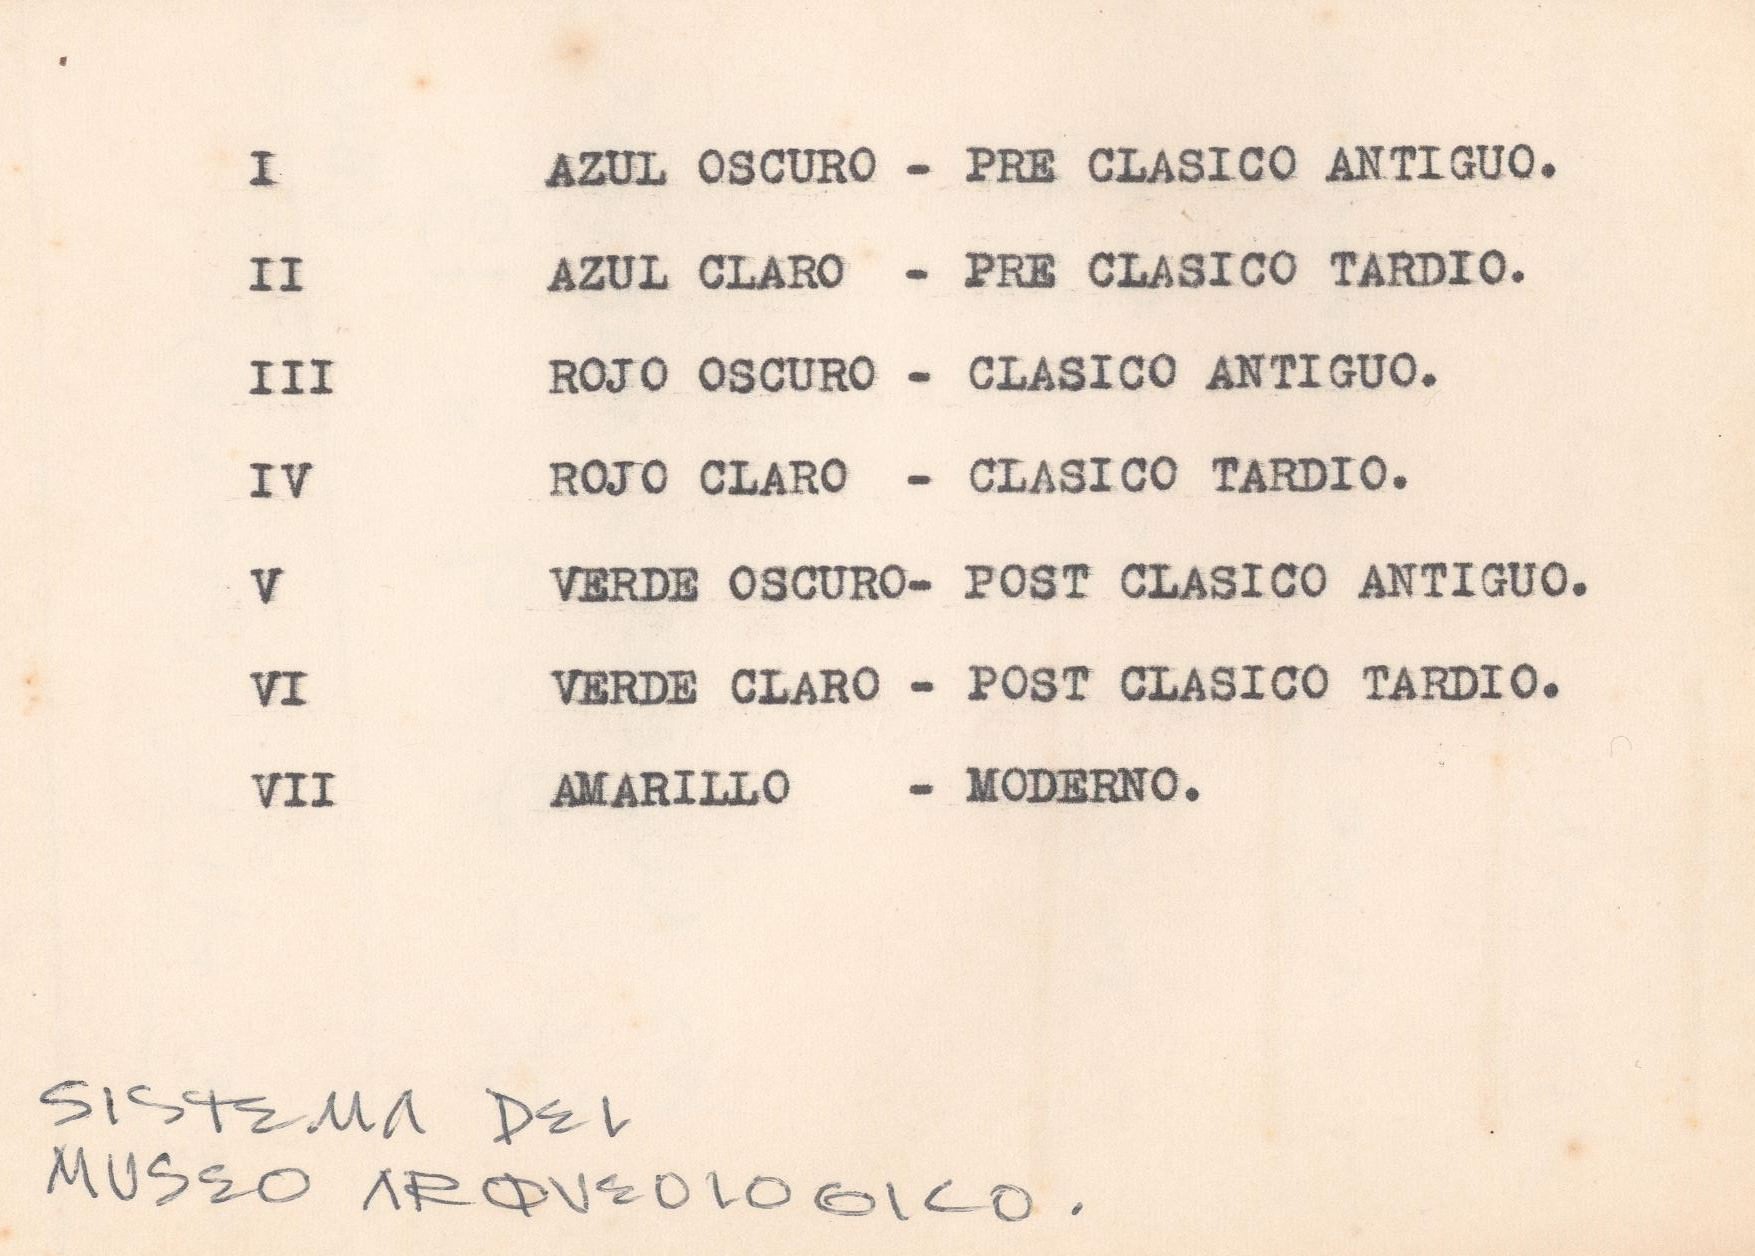 I AZUL OSCURO - PRE CLASICO ANTIGUO.
II AZUL CLARO - PRE CLASICO TARDIO.
III ROJO OSCURO - CLASICO ANTIGUO.
IV ROJO CLARO - CLASICO TARDIO.
V VERDE OSCURO- POST CLASICO ANTIGUO.
VI VERDE CLARO - POST CLASICO TARDIO.
VII AMARILLO - MODERNO.
SISTEMA DEL
MUSEO ARQUEOLOGICO.